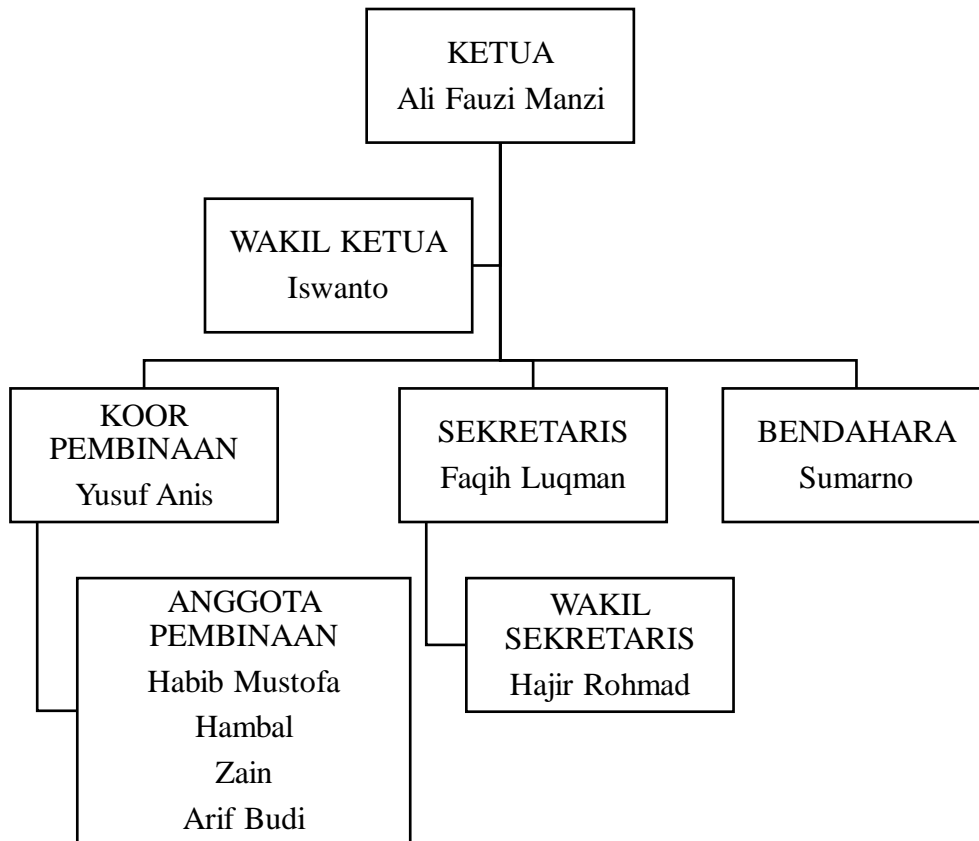 KETUA
Ali Fauzi Manzi
WAKIL KETUA
Iswanto
KOOR
PEMBINAAN
Yusuf Anis
SEKRETARIS
Faqih Luqman
BENDAHARA
Sumarno
ANGGOTA
PEMBINAAN
Habib Mustofa
Hambal
Zain
Arif Budi
WAKIL
SEKRETARIS
Hajir Rohmad